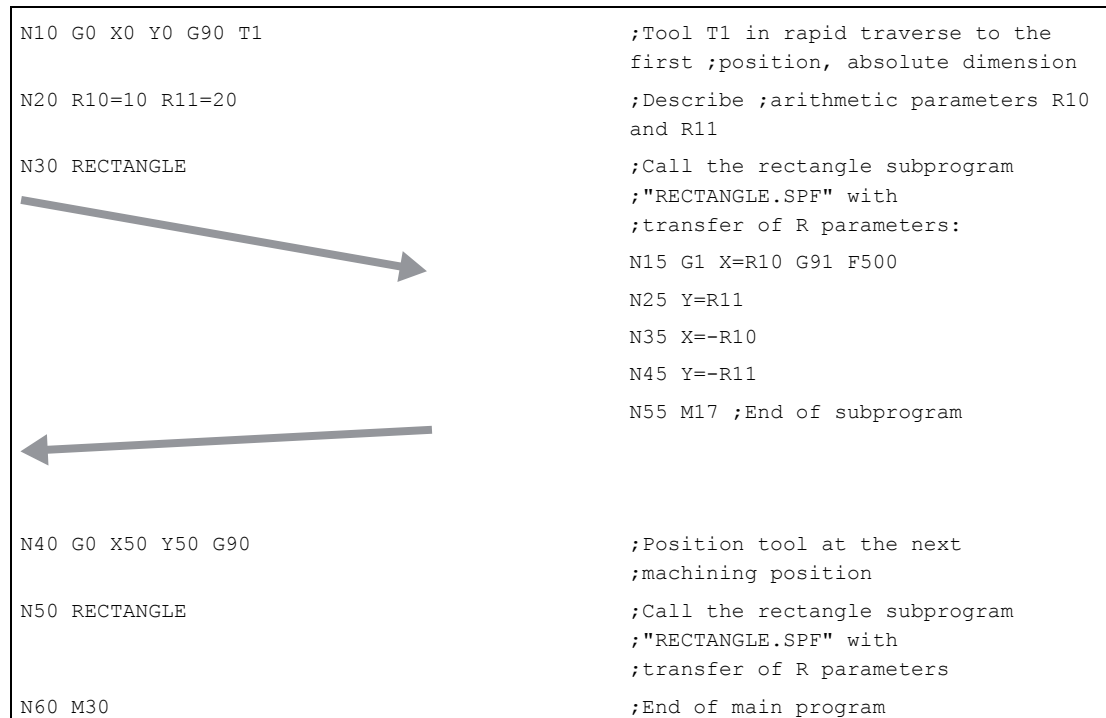 N10 G0 X0 Y0 G90 T1 ;Tool T1 in rapid traverse to the
first ;position, absolute dimension
N20 R10=10 R11=20 ;Describe ;arithmetic parameters R10
and R11
N30 RECTANGLE ;Call the rectangle subprogram
;"RECTANGLE.SPF" with
;transfer of R parameters:
N15 G1 X=R10 G91 F500
N25 Y=R11
N35 X=-R10
N45 Y=-R11
N55 M17 ;End of subprogram
N40 G0 X50 Y50 G90 ;Position tool at the next
;machining position
N50 RECTANGLE ;Call the rectangle subprogram
;"RECTANGLE.SPF" with
;transfer of R parameters
N60 M30 ;End of main program